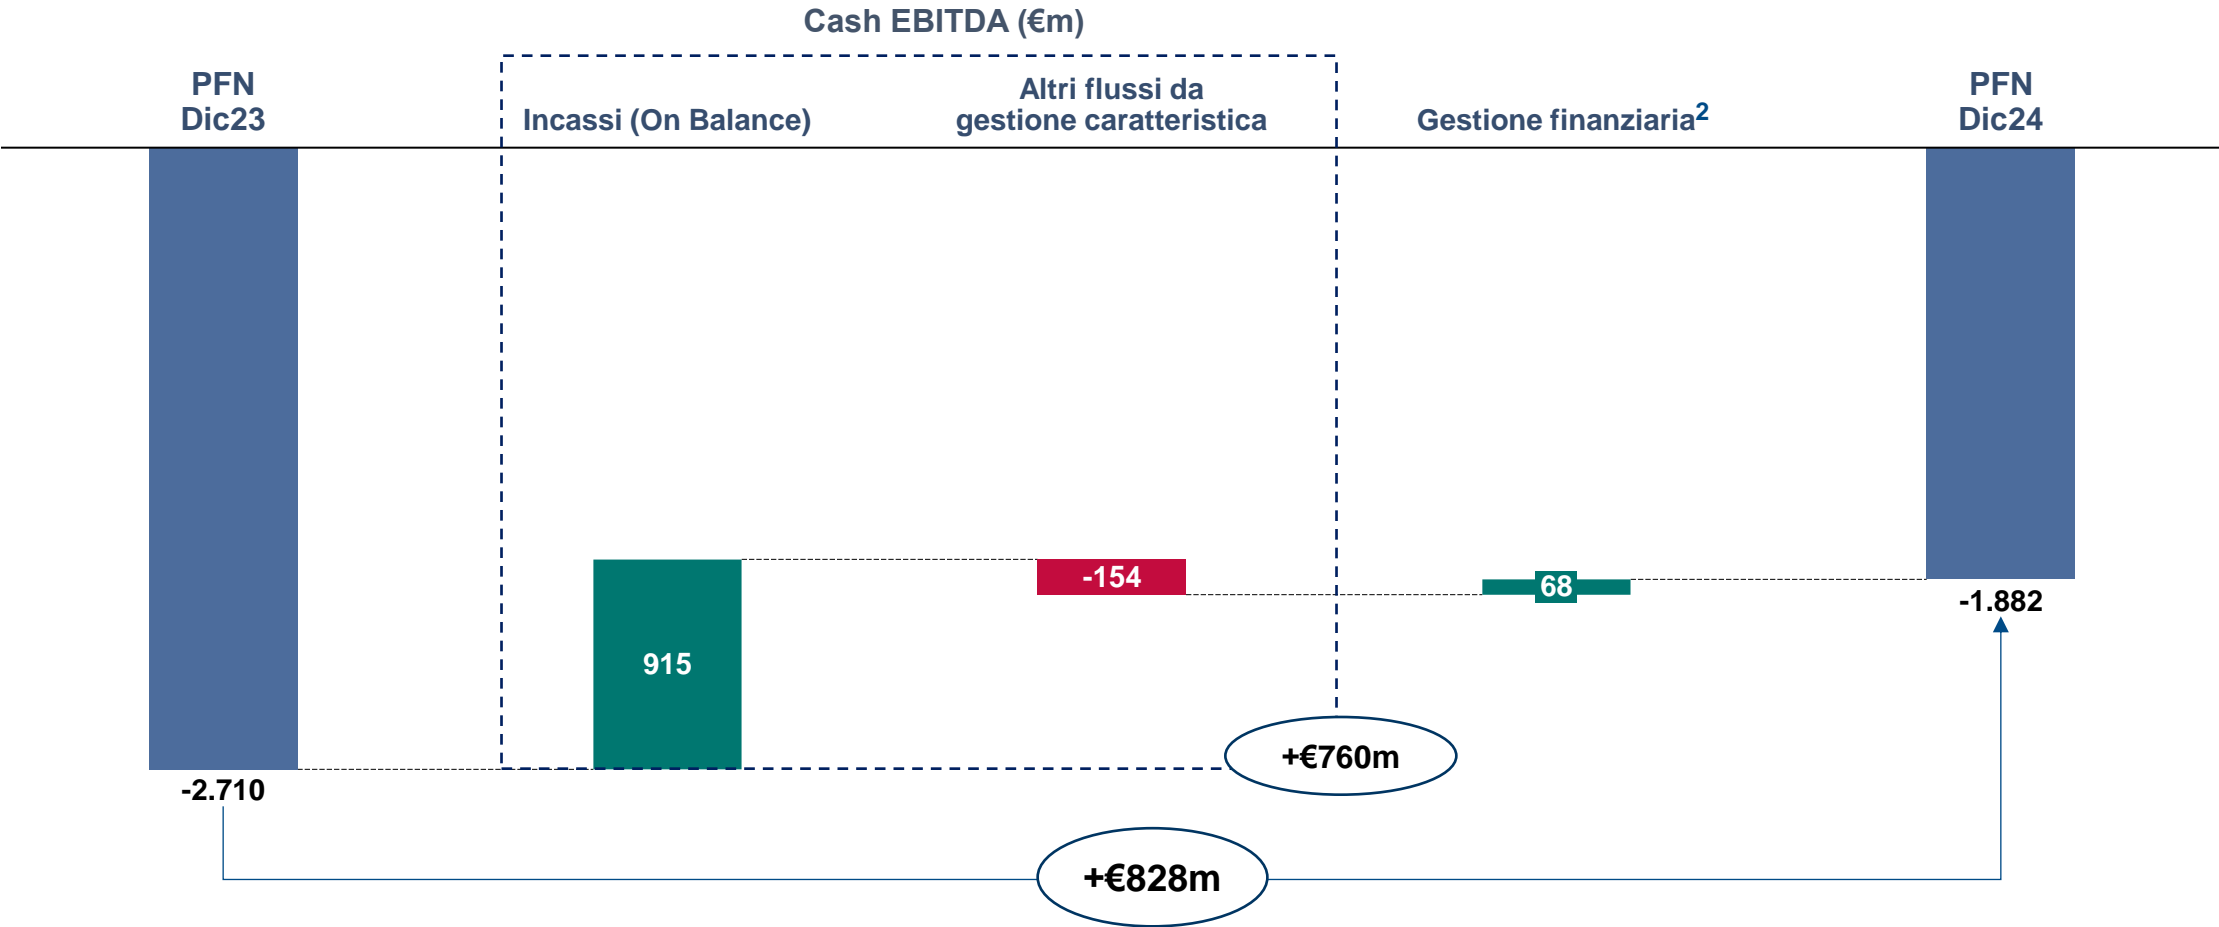 Cash EBITDA (€m)
PFN
Dic23
Incassi (On Balance)
Altri flussi da
gestione caratteristica
Gestione finanziaria2
PFN
Dic24
-154
68
-1.882
915
+€760m
-2.710
+€828m